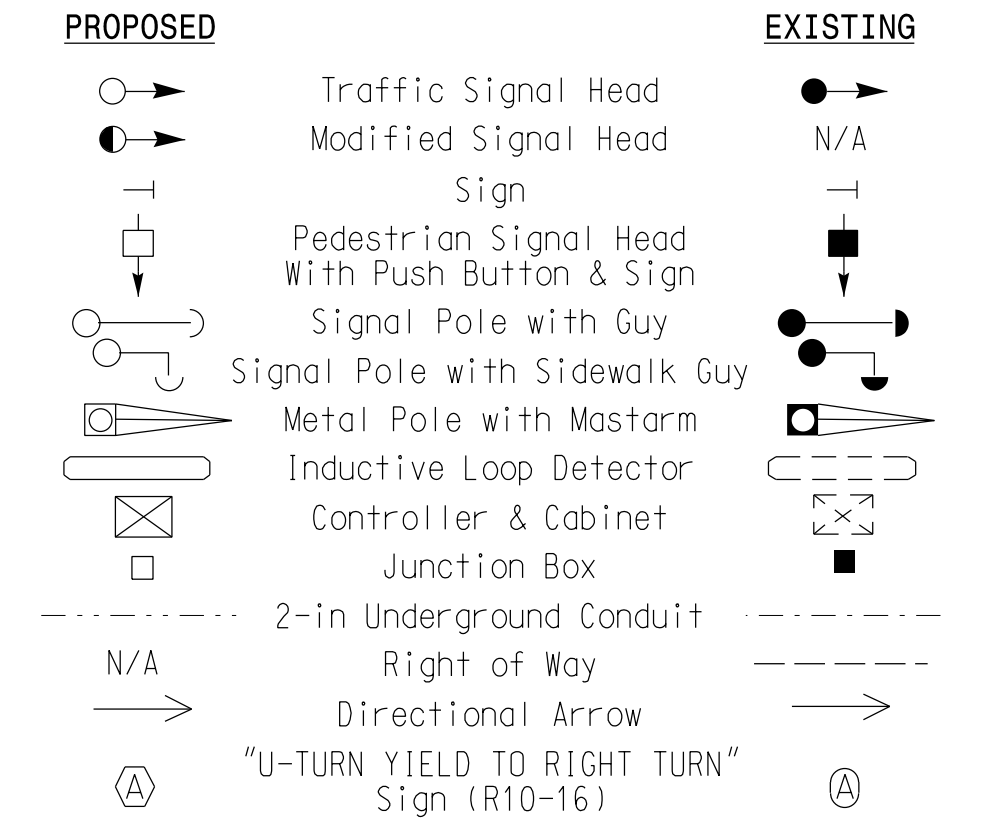 PROPOSED EXISTING
Traffic Signal Head
Modified Signal Head N/A
Sign
Pedestrian Signal Head
With Push Button & Sign
Signal Pole with Guy
Signal Pole with Sidewalk Guy
Metal Pole with Mastarm
Inductive Loop Detector
Controller & Cabinet
Junction Box
2-in Underground Conduit
N/A Right of Way
Directional Arrow
"U-TURN YIELD TO RIGHT TURN"
A Sign (R10-16) A